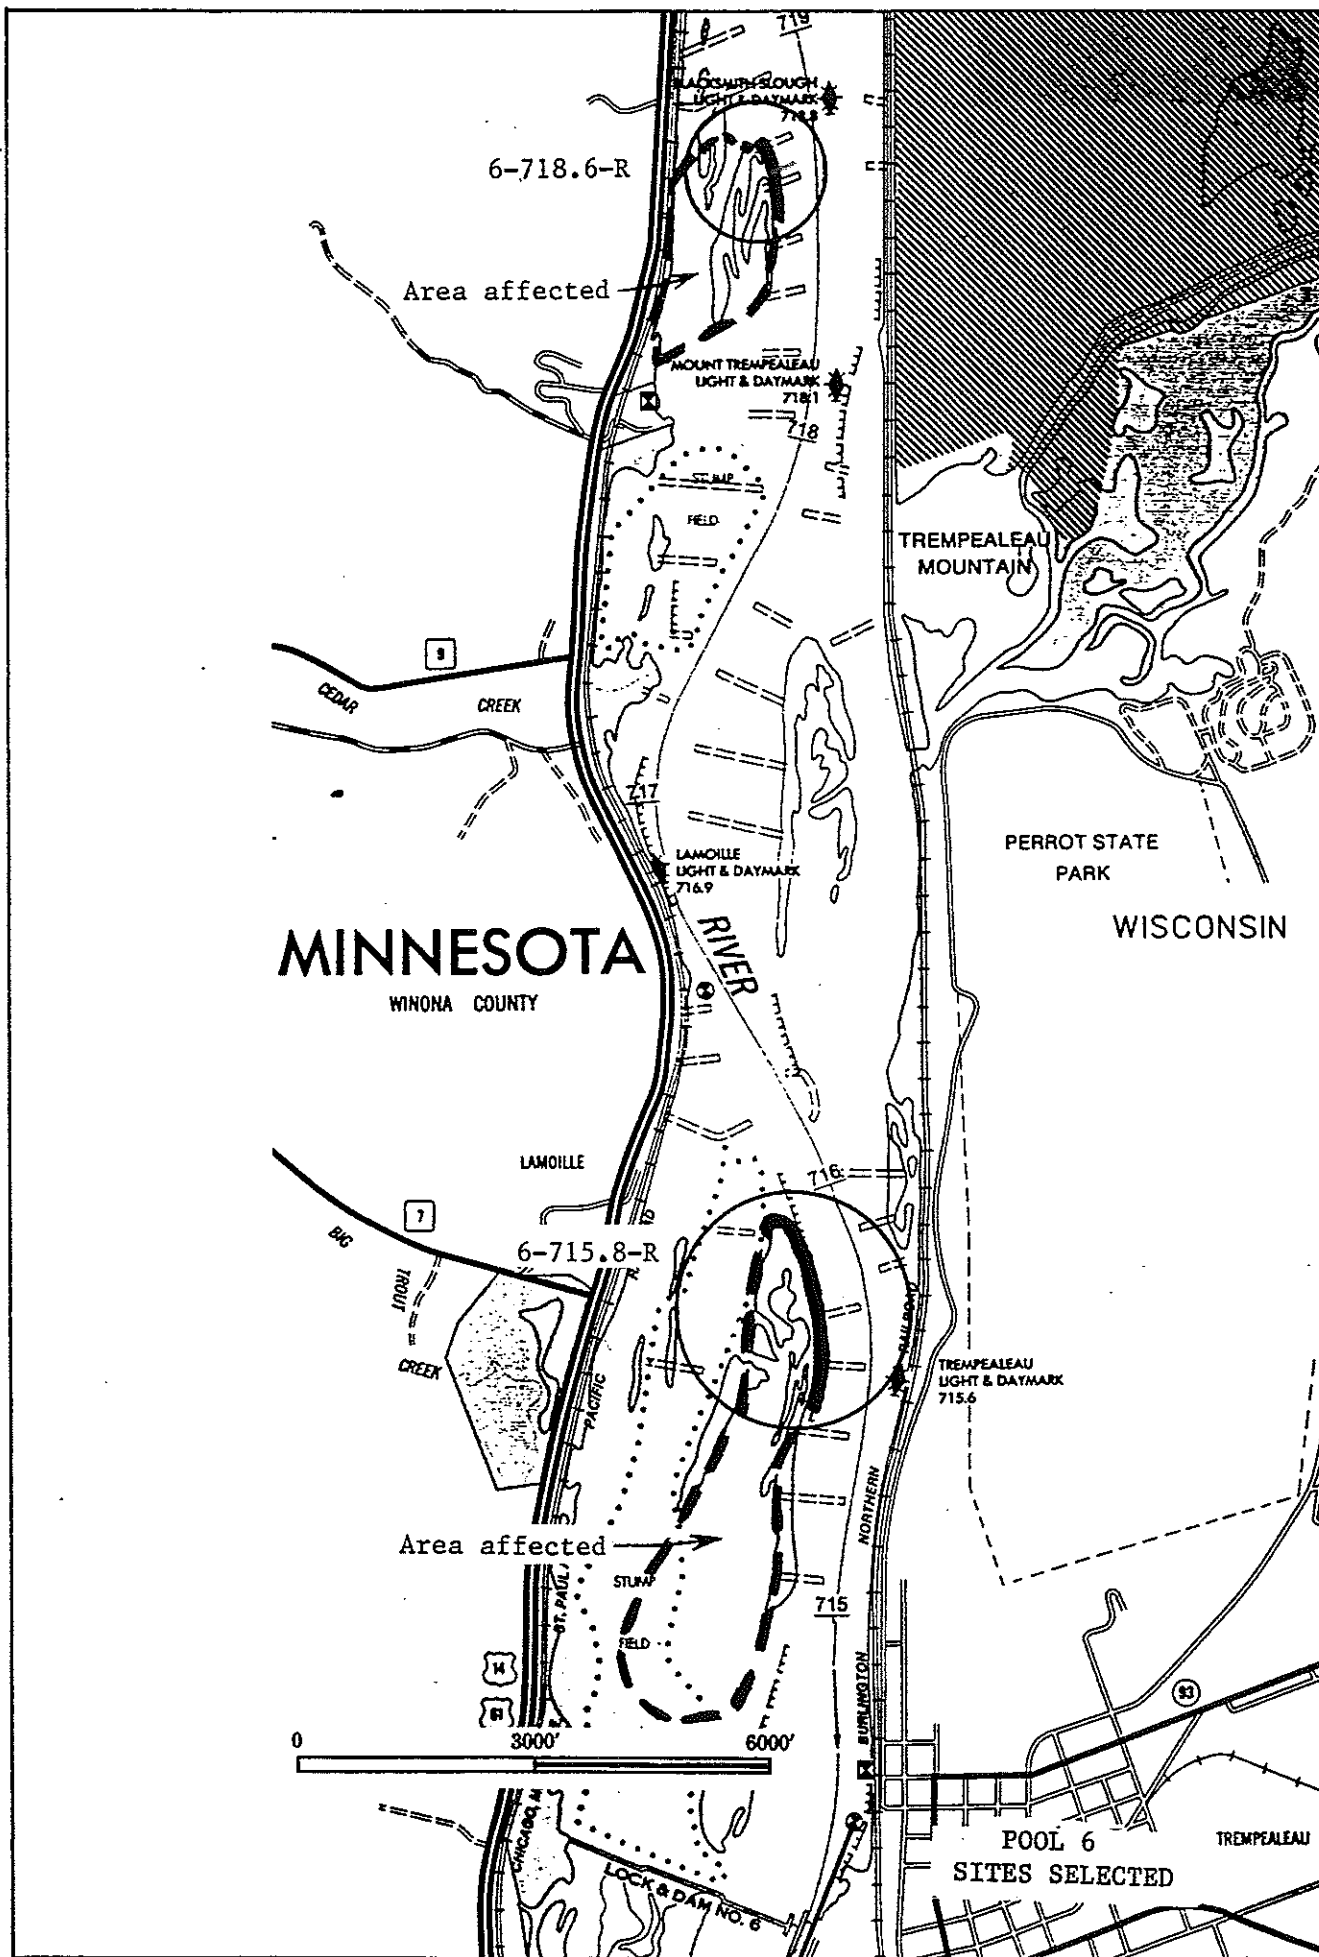 719
BLACKSMITH SLOUGH
LIGHT & DAYMARK
718.8
6-718.6-R
Area affected
MOUNT TREMPEALEAU
LIGHT & DAYMARK
718.1
718
STUMP
FIELD
TREMPEALEAU
MOUNTAIN
9
CEDAR
CREEK
717
LAMOILLE
LIGHT & DAYMARK
716.9
PERROT STATE
PARK
WISCONSIN
MINNESOTA
WINONA COUNTY
RIVER
LAMOILLE
716
7
BIG
TROUT
CREEK
6-715.8-R
RAILROAD
TREMPEALEAU
LIGHT & DAYMARK
715.6
PACIFIC
NORTHERN
Area affected
STUMP
FIELD
715
ST. PAUL
BURLINGTON
14
61
93
0
3000'
6000'
CHICAGO, M
LOCK & DAM NO. 6
POOL 6
SITES SELECTED
TREMPEALEAU